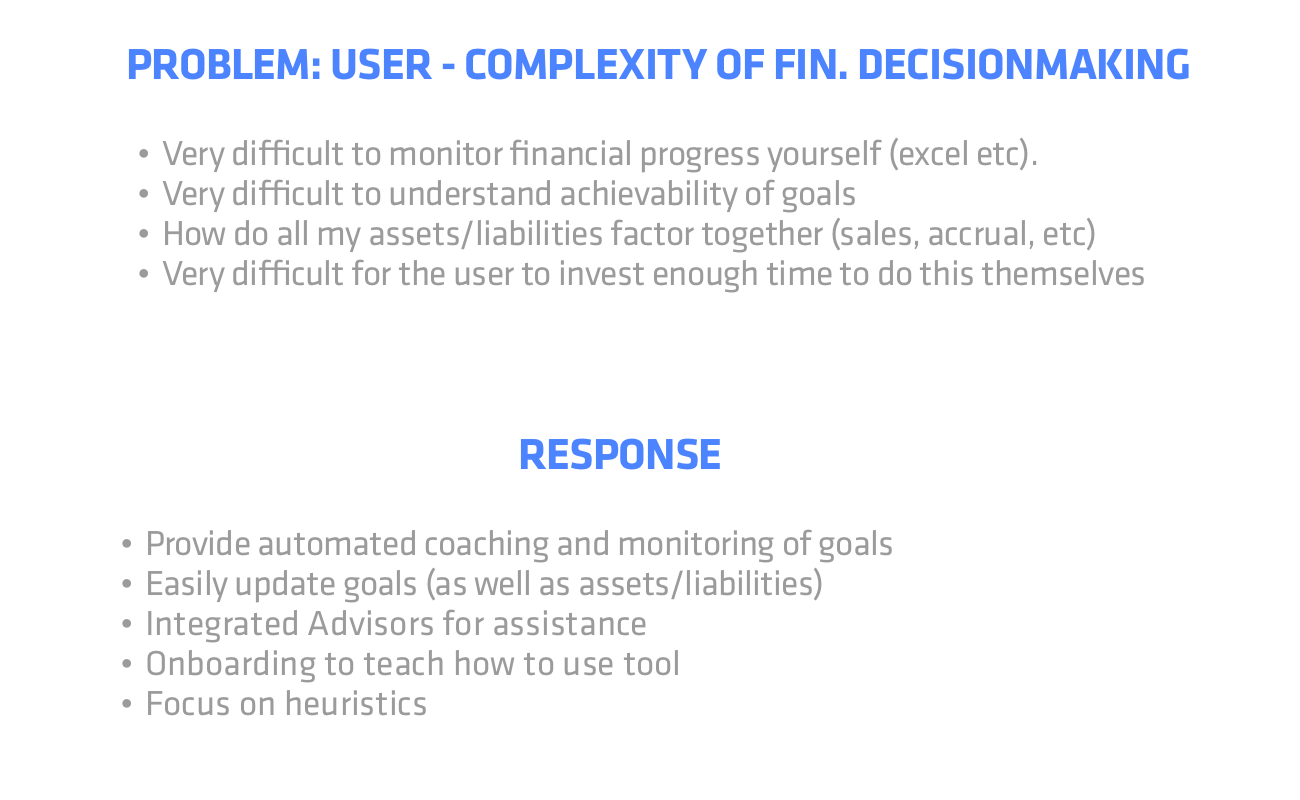 PROBLEM: USER - COMPLEXITY OF FIN. DECISIONMAKING
• Very difficult to monitor financial progress yourself (excel etc).
• Very difficult to understand achievability of goals
• How do all my assets/liabilities factor together (sales, accrual, etc)
• Very difficult for the user to invest enough time to do this themselves
RESPONSE
• Provide automated coaching and monitoring of goals
• Easily update goals (as well as assets/liabilities)
• Integrated Advisors for assistance
• Onboarding to teach how to use tool
• Focus on heuristics